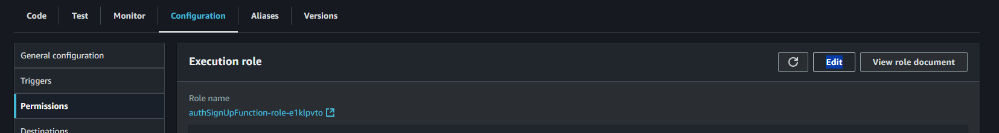 Code Test Monitor Configuration Aliases Versions
General configuration
Triggers
Permissions
Destinations
Execution role
Edit View role document
Role name
authSignUpFunction-role-e1klpvto